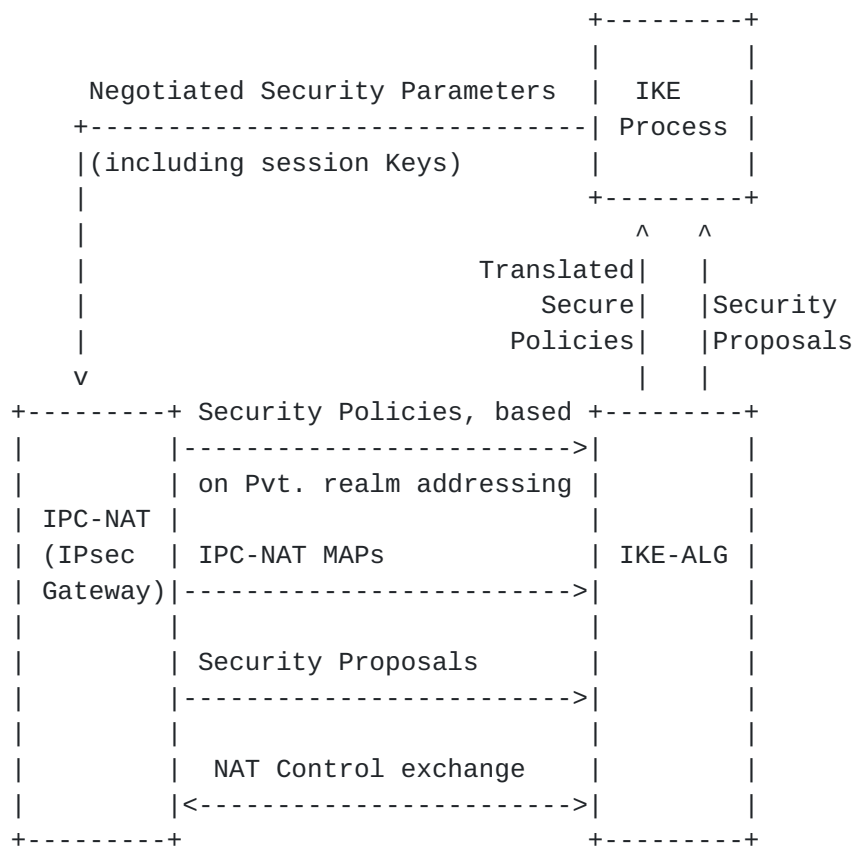 Negotiated Security Parameters
IKE
Process
(including session Keys)
Translated
Secure
Policies
Security
Proposals
Security Policies, based
on Pvt. realm addressing
IPC-NAT
(IPsec
Gateway)
IPC-NAT MAPs
IKE-ALG
Security Proposals
NAT Control exchange